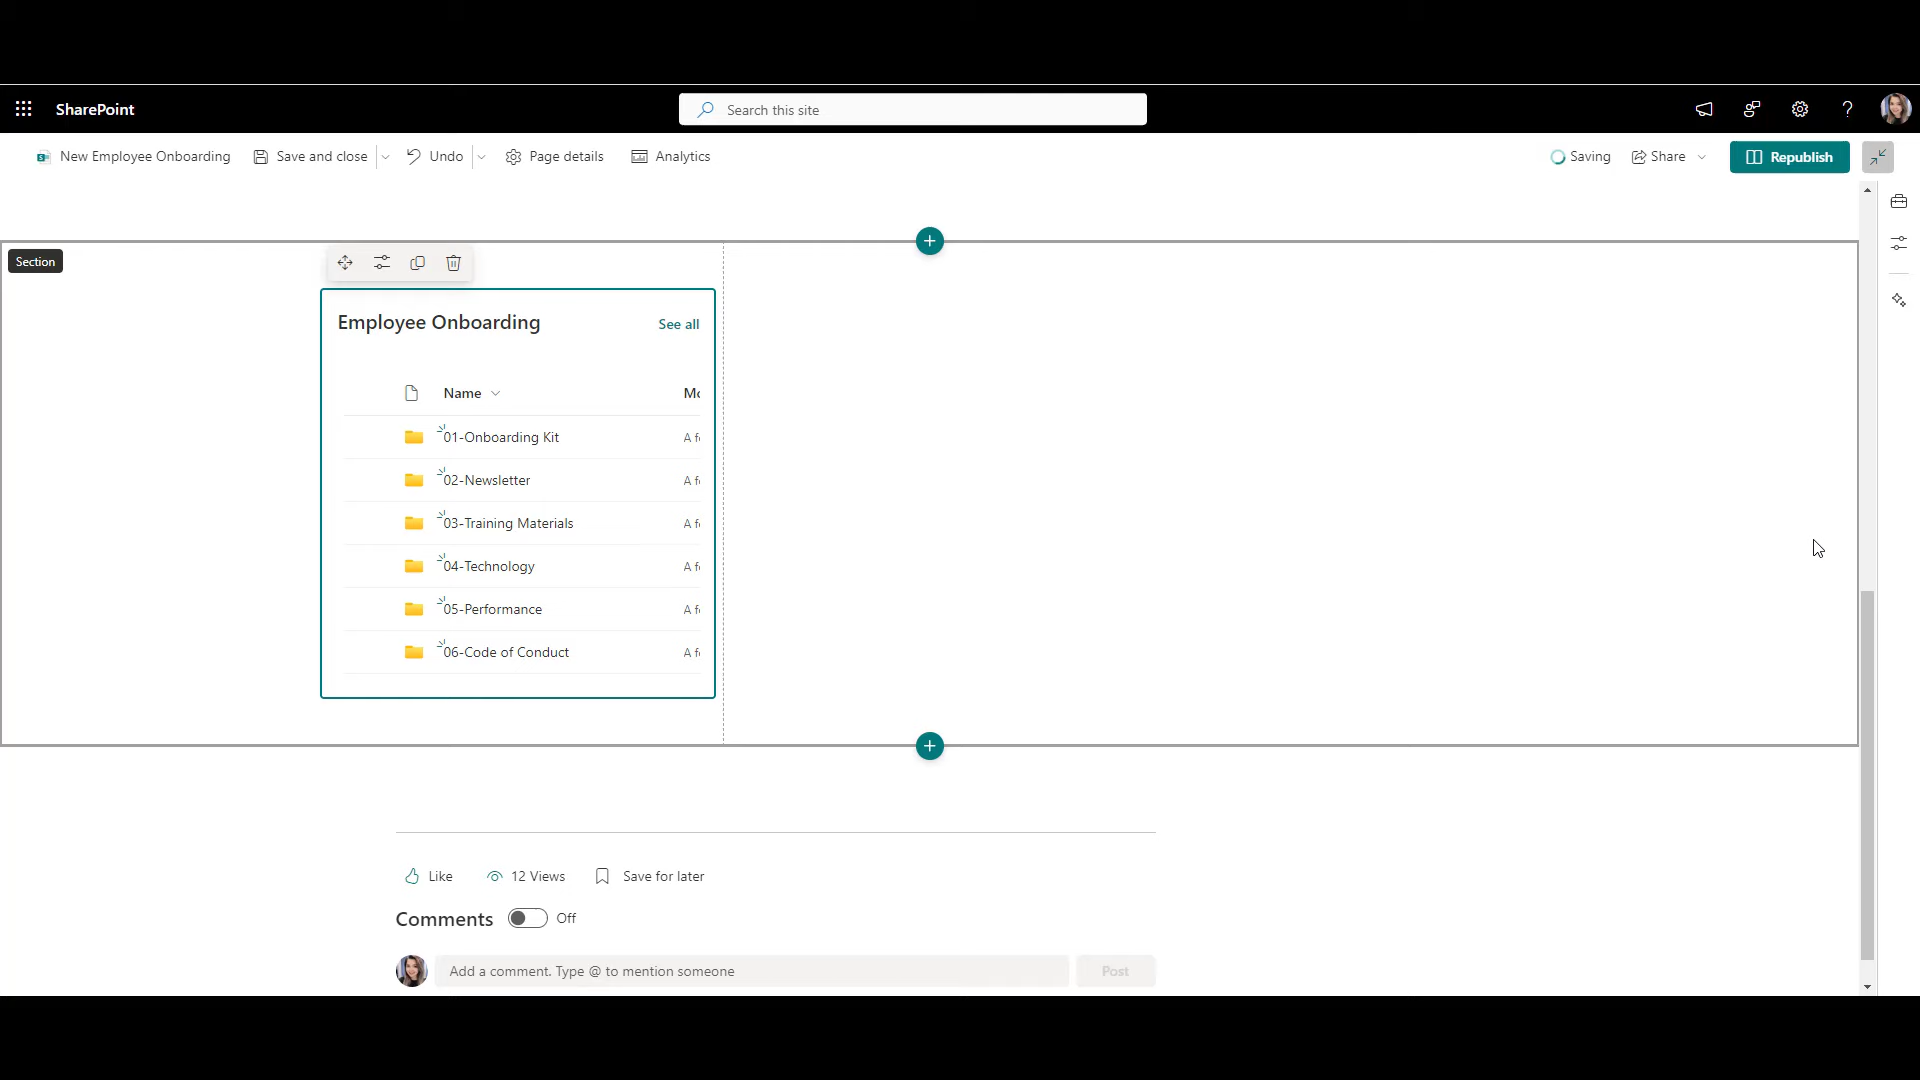 SharePoint
Search this site
New Employee Onboarding
Save and close
Undo
Page details
Analytics
Saving
Share
Republish
Section
Employee Onboarding
See all
Name
Mo
01-Onboarding Kit
A f
02-Newsletter
A f
03-Training Materials
A f
04-Technology
A f
05-Performance
A f
06-Code of Conduct
A f
Like
12 Views
Save for later
Comments
Off
Add a comment. Type @ to mention someone
Post